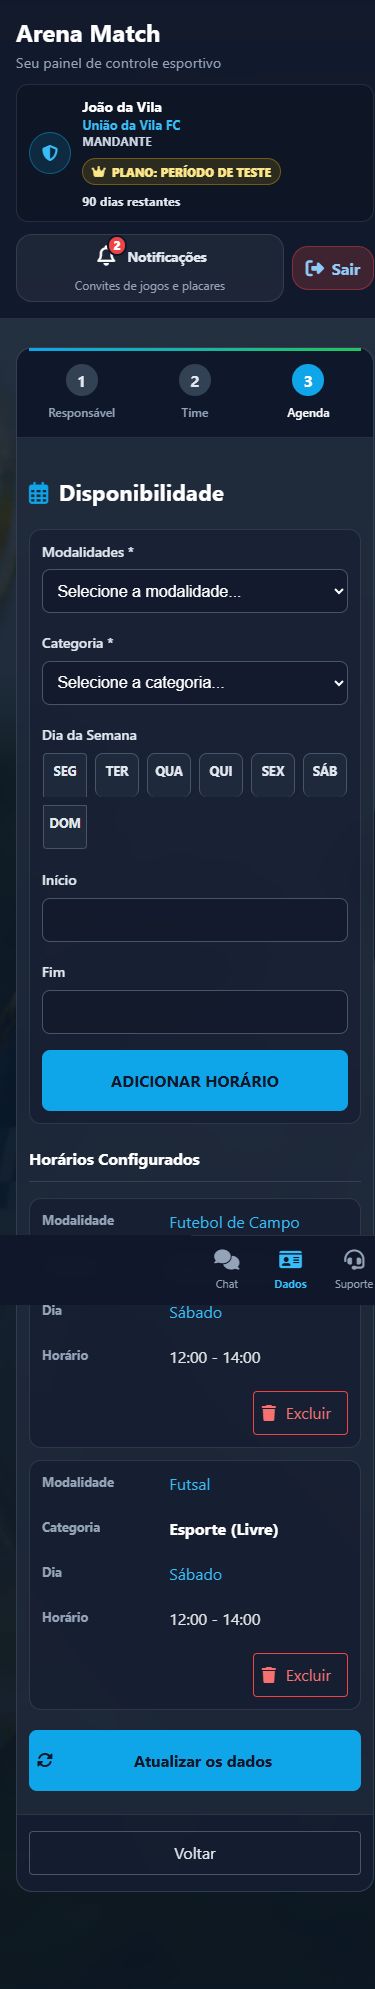 Arena Match
Seu painel de controle esportivo
João da Vila
União da Vila FC
MANDANTE
PLANO: PERÍODO DE TESTE
90 dias restantes
2
Notificações
Convites de jogos e placares
Sair
1 2 3
Responsável Time Agenda
Disponibilidade
Modalidades *
Selecione a modalidade...
Categoria *
Selecione a categoria...
Dia da Semana
SEG TER QUA QUI SEX SÁB
DOM
Início
Fim
ADICIONAR HORÁRIO
Horários Configurados
Modalidade Futebol de Campo
Chat Dados Suporte
Dia Sábado
Horário 12:00 - 14:00
Excluir
Modalidade Futsal
Categoria Esporte (Livre)
Dia Sábado
Horário 12:00 - 14:00
Excluir
Atualizar os dados
Voltar